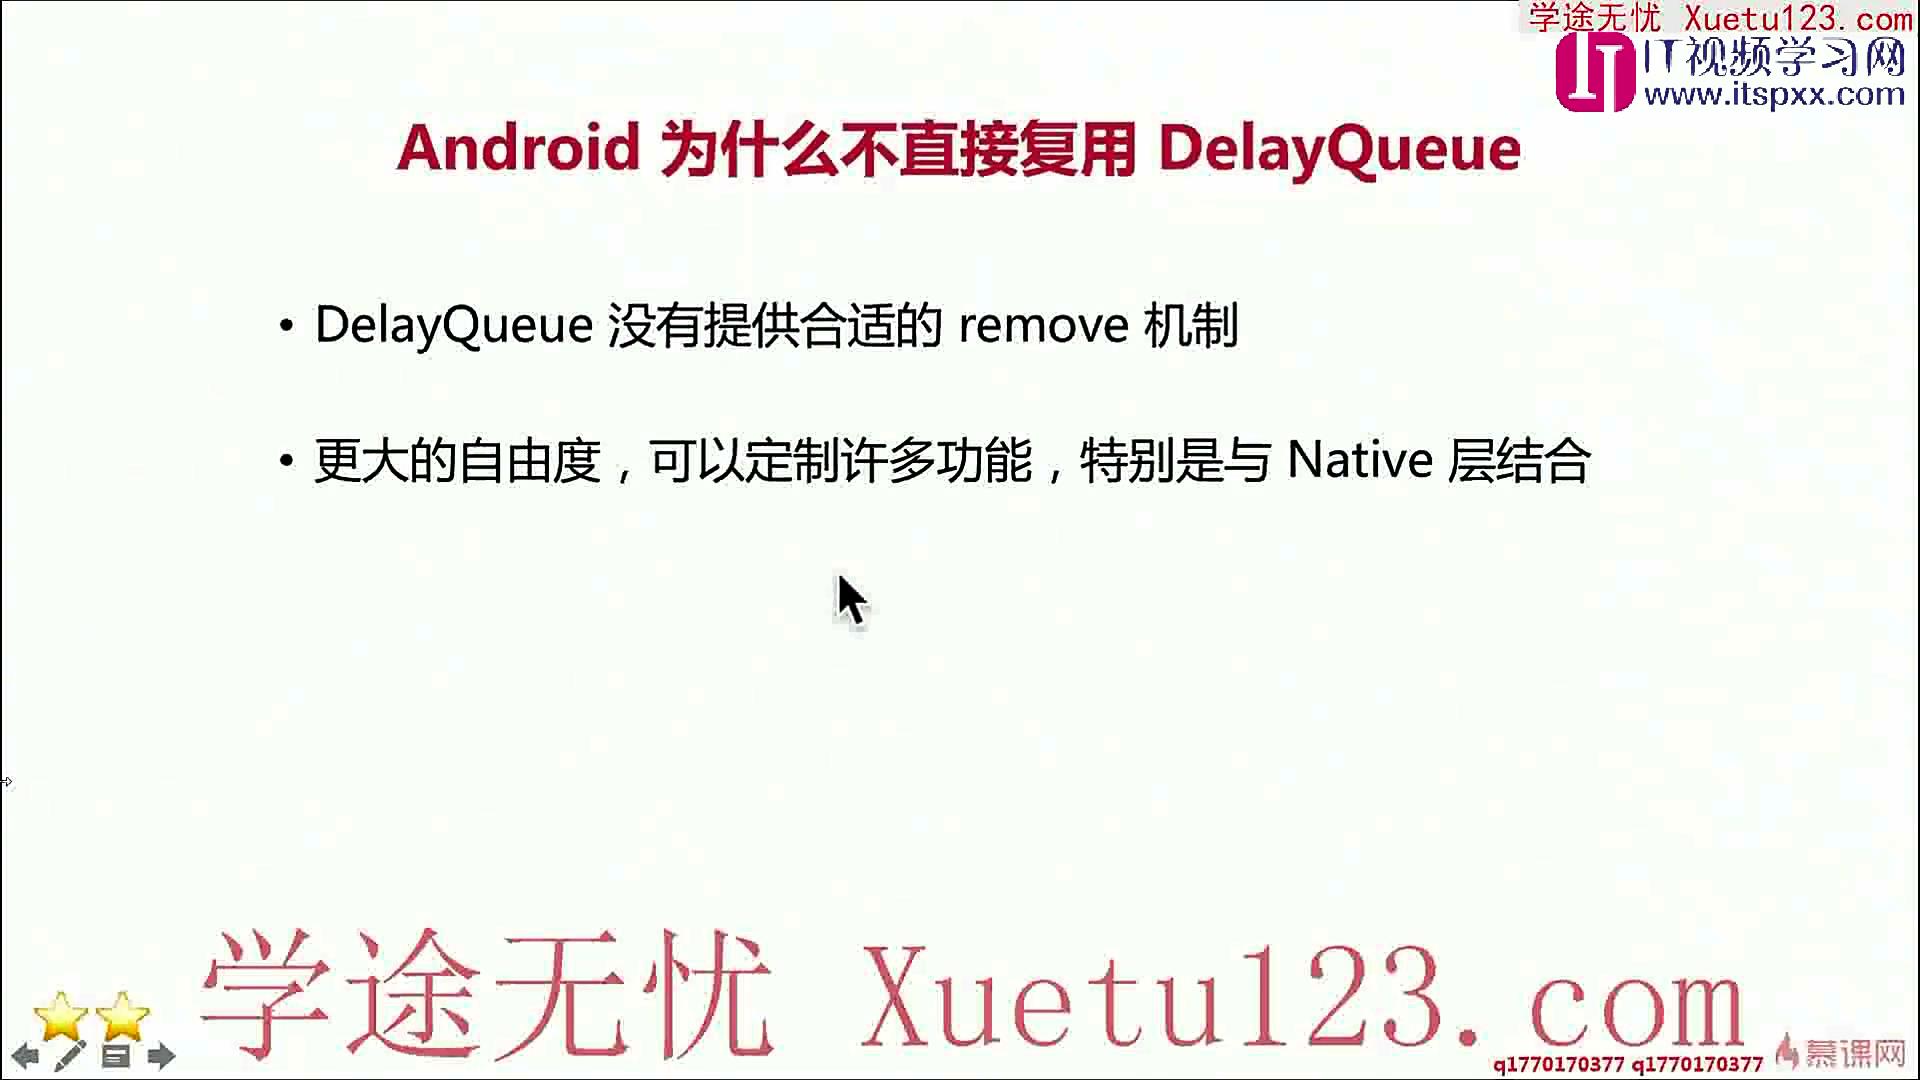 学途无忧 Xuetu123.com
IT视频学习网
www.itspxx.com
Android 为什么不直接复用 DelayQueue
• DelayQueue 没有提供合适的 remove 机制
• 更大的自由度，可以定制许多功能，特别是与 Native 层结合
学途无忧 Xuetu123.com
q1770170377 q1770170377
慕课网